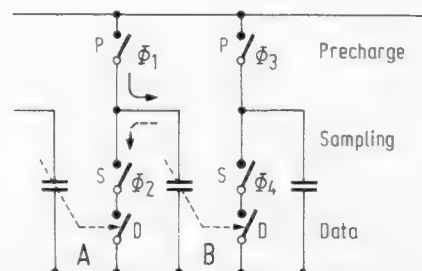 P Φ1 P Φ3 Precharge
Sampling
S Φ2 S Φ4
A D B D Data